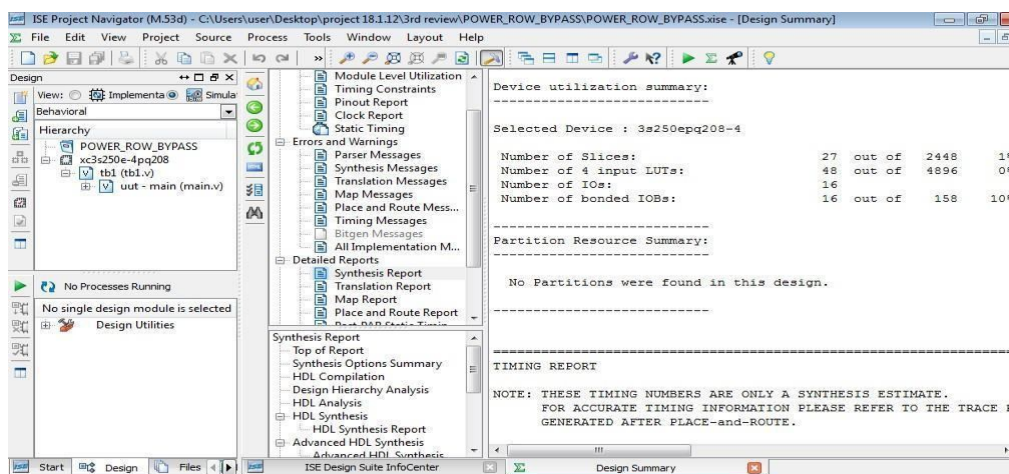 ISE Project Navigator (M.53d) - C:\Users\user\Desktop\project 18.1.12\3rd review\POWER_ROW_BYPASS\POWER_ROW_BYPASS.xise - [Design Summary]
File Edit View Project Source Process Tools Window Layout Help
Design
View: Implementa Simula
Behavioral
Hierarchy
POWER_ROW_BYPASS
xc3s250e-4pq208
tb1 (tb1.v)
uut - main (main.v)
No Processes Running
No single design module is selected
Design Utilities
Start Design Files
Module Level Utilization
Timing Constraints
Pinout Report
Clock Report
Static Timing
Errors and Warnings
Parser Messages
Synthesis Messages
Translation Messages
Map Messages
Place and Route Mess...
Timing Messages
Bitgen Messages
All Implementation M...
Detailed Reports
Synthesis Report
Translation Report
Map Report
Place and Route Report
Post-PAR Static Timin
Synthesis Report
Top of Report
Synthesis Options Summary
HDL Compilation
Design Hierarchy Analysis
HDL Analysis
HDL Synthesis
HDL Synthesis Report
Advanced HDL Synthesis
Advanced HDL Synthesis
Device utilization summary:
---------------------------
Selected Device : 3s250epq208-4
Number of Slices: 27 out of 2448 1%
Number of 4 input LUTs: 48 out of 4896 0%
Number of IOs: 16
Number of bonded IOBs: 16 out of 158 10%
---------------------------
Partition Resource Summary:
---------------------------
No Partitions were found in this design.
---------------------------
TIMING REPORT
NOTE: THESE TIMING NUMBERS ARE ONLY A SYNTHESIS ESTIMATE.
FOR ACCURATE TIMING INFORMATION PLEASE REFER TO THE TRACE
GENERATED AFTER PLACE-and-ROUTE.
ISE Design Suite InfoCenter
Design Summary